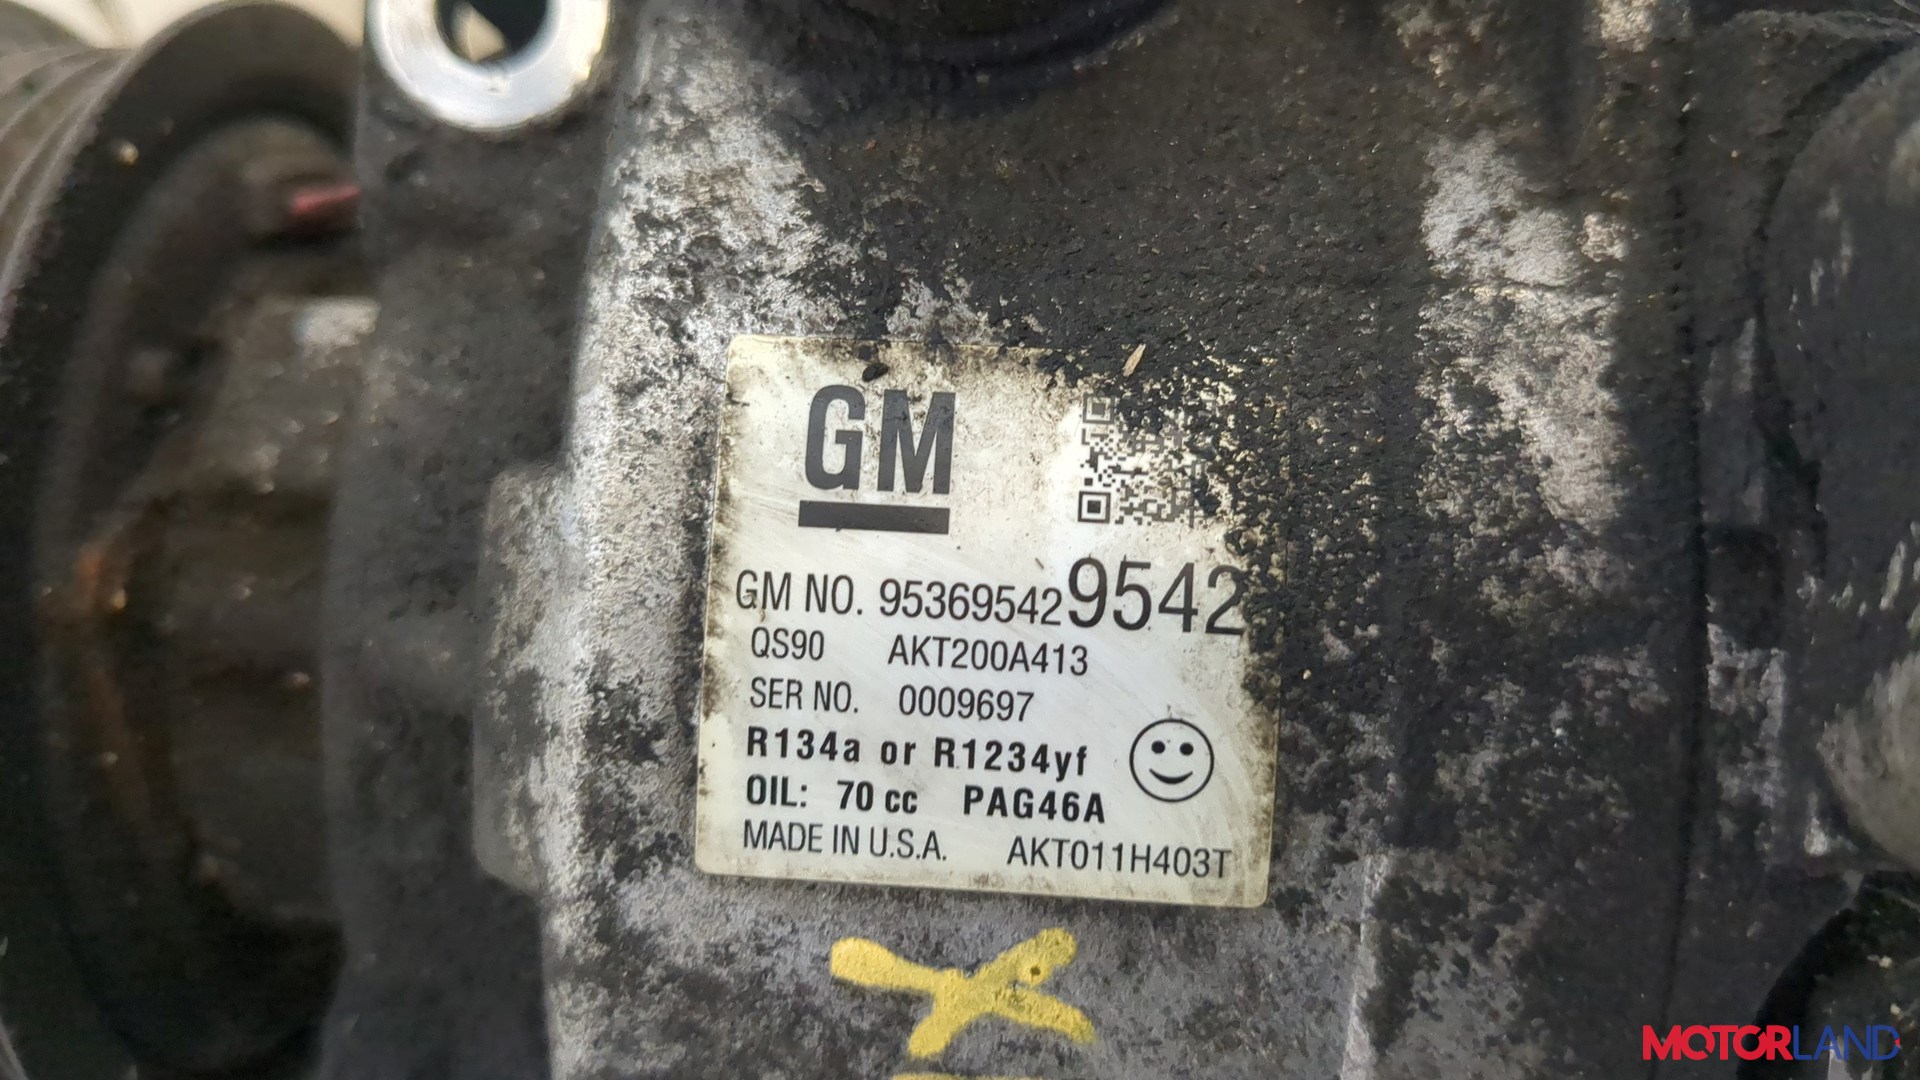 GM
GM NO. 95369542 9542
QS90 AKT200A413
SER NO. 0009697
R134a or R1234yf
OIL: 70 cc PAG46A
MADE IN U.S.A. AKT011H403T
X
MOTORLAND